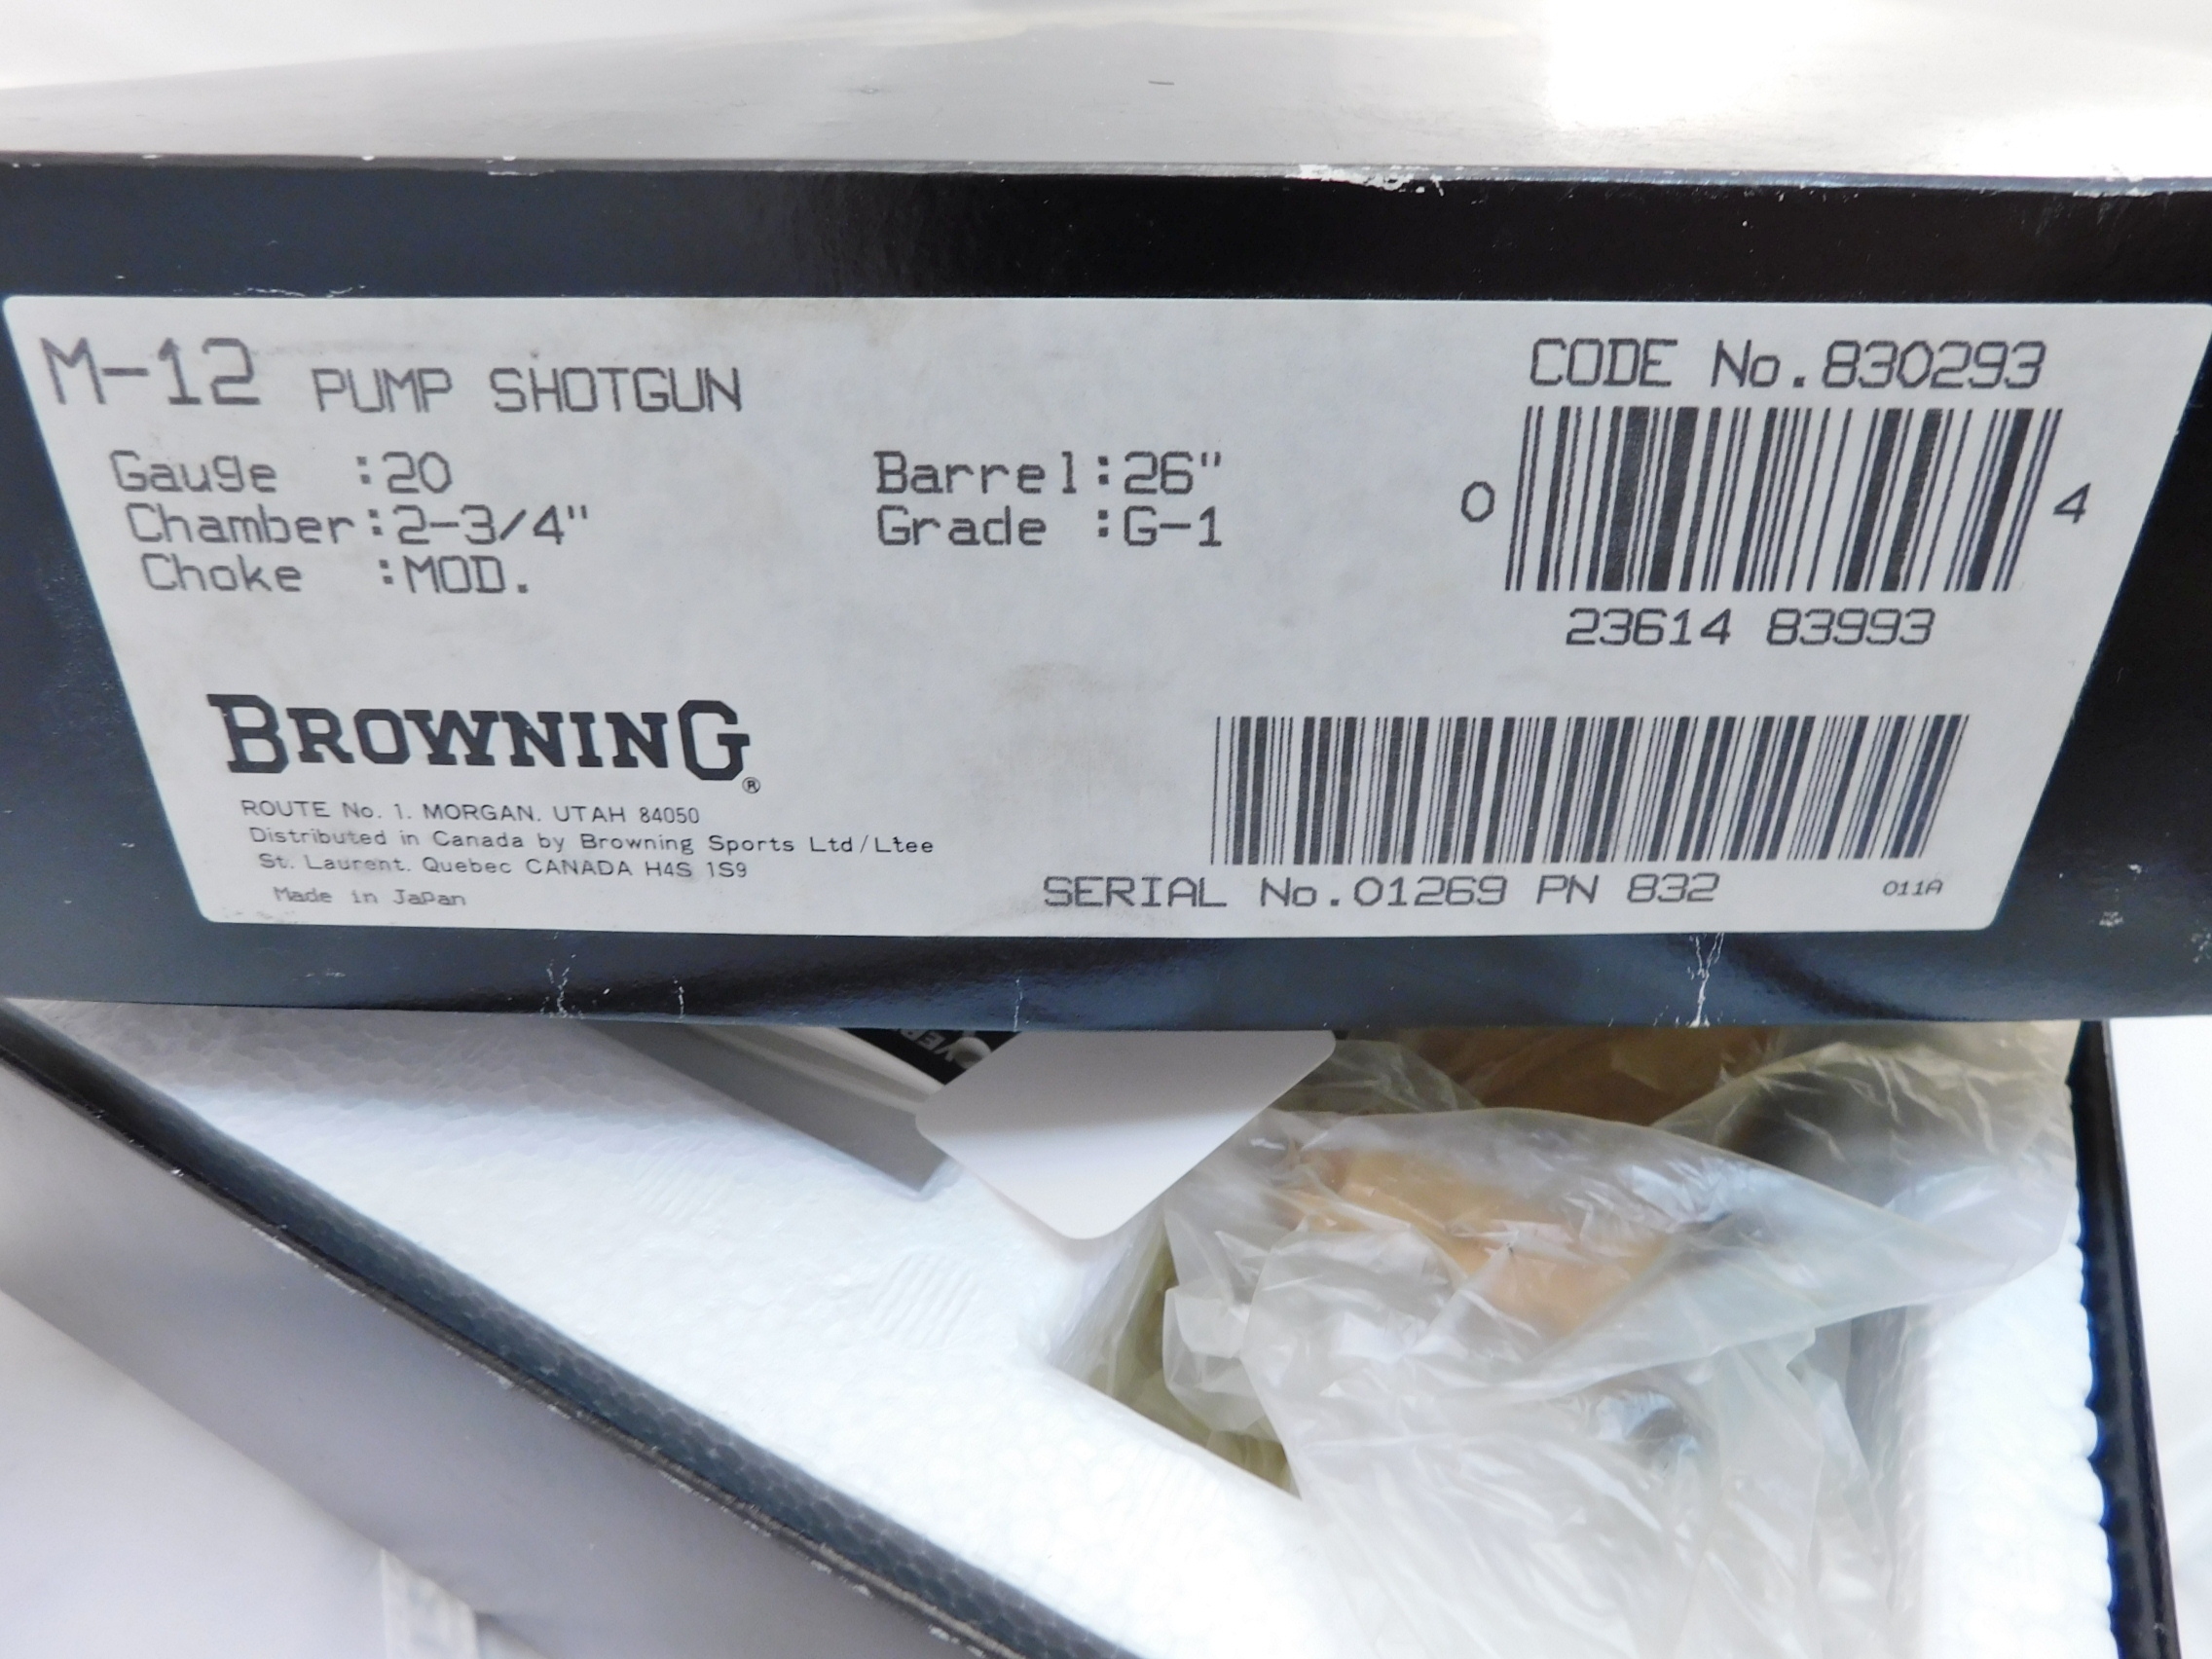 M-12 PUMP SHOTGUN
Gauge :20
Chamber:2-3/4"
Choke :MOD.
Barrel:26"
Grade :G-1
CODE No.830293
0 4
23614 83993
BROWNING®
ROUTE No. 1. MORGAN. UTAH 84050
Distributed in Canada by Browning Sports Ltd/Ltee
St. Laurent. Quebec CANADA H4S 1S9
Made in Japan
SERIAL No.01269 PN 832
011A